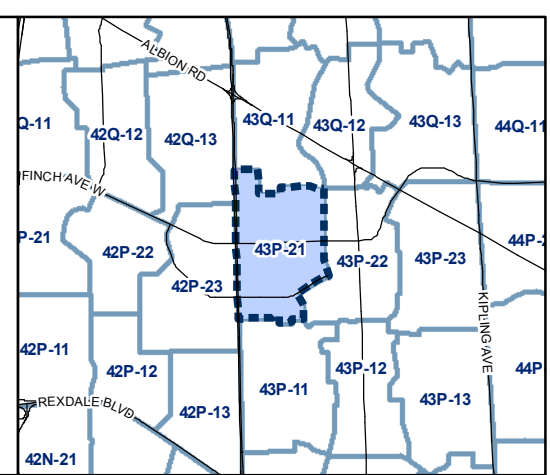 ALBION RD
Q-11
42Q-12
42Q-13
43Q-11
43Q-12
43Q-13
44Q-11
FINCH AVE W
P-21
42P-22
42P-23
43P-21
43P-22
43P-23
44P-2
KIPLING AVE
42P-11
42P-12
42P-13
43P-11
43P-12
43P-13
44P
REXDALE BLVD
42N-21